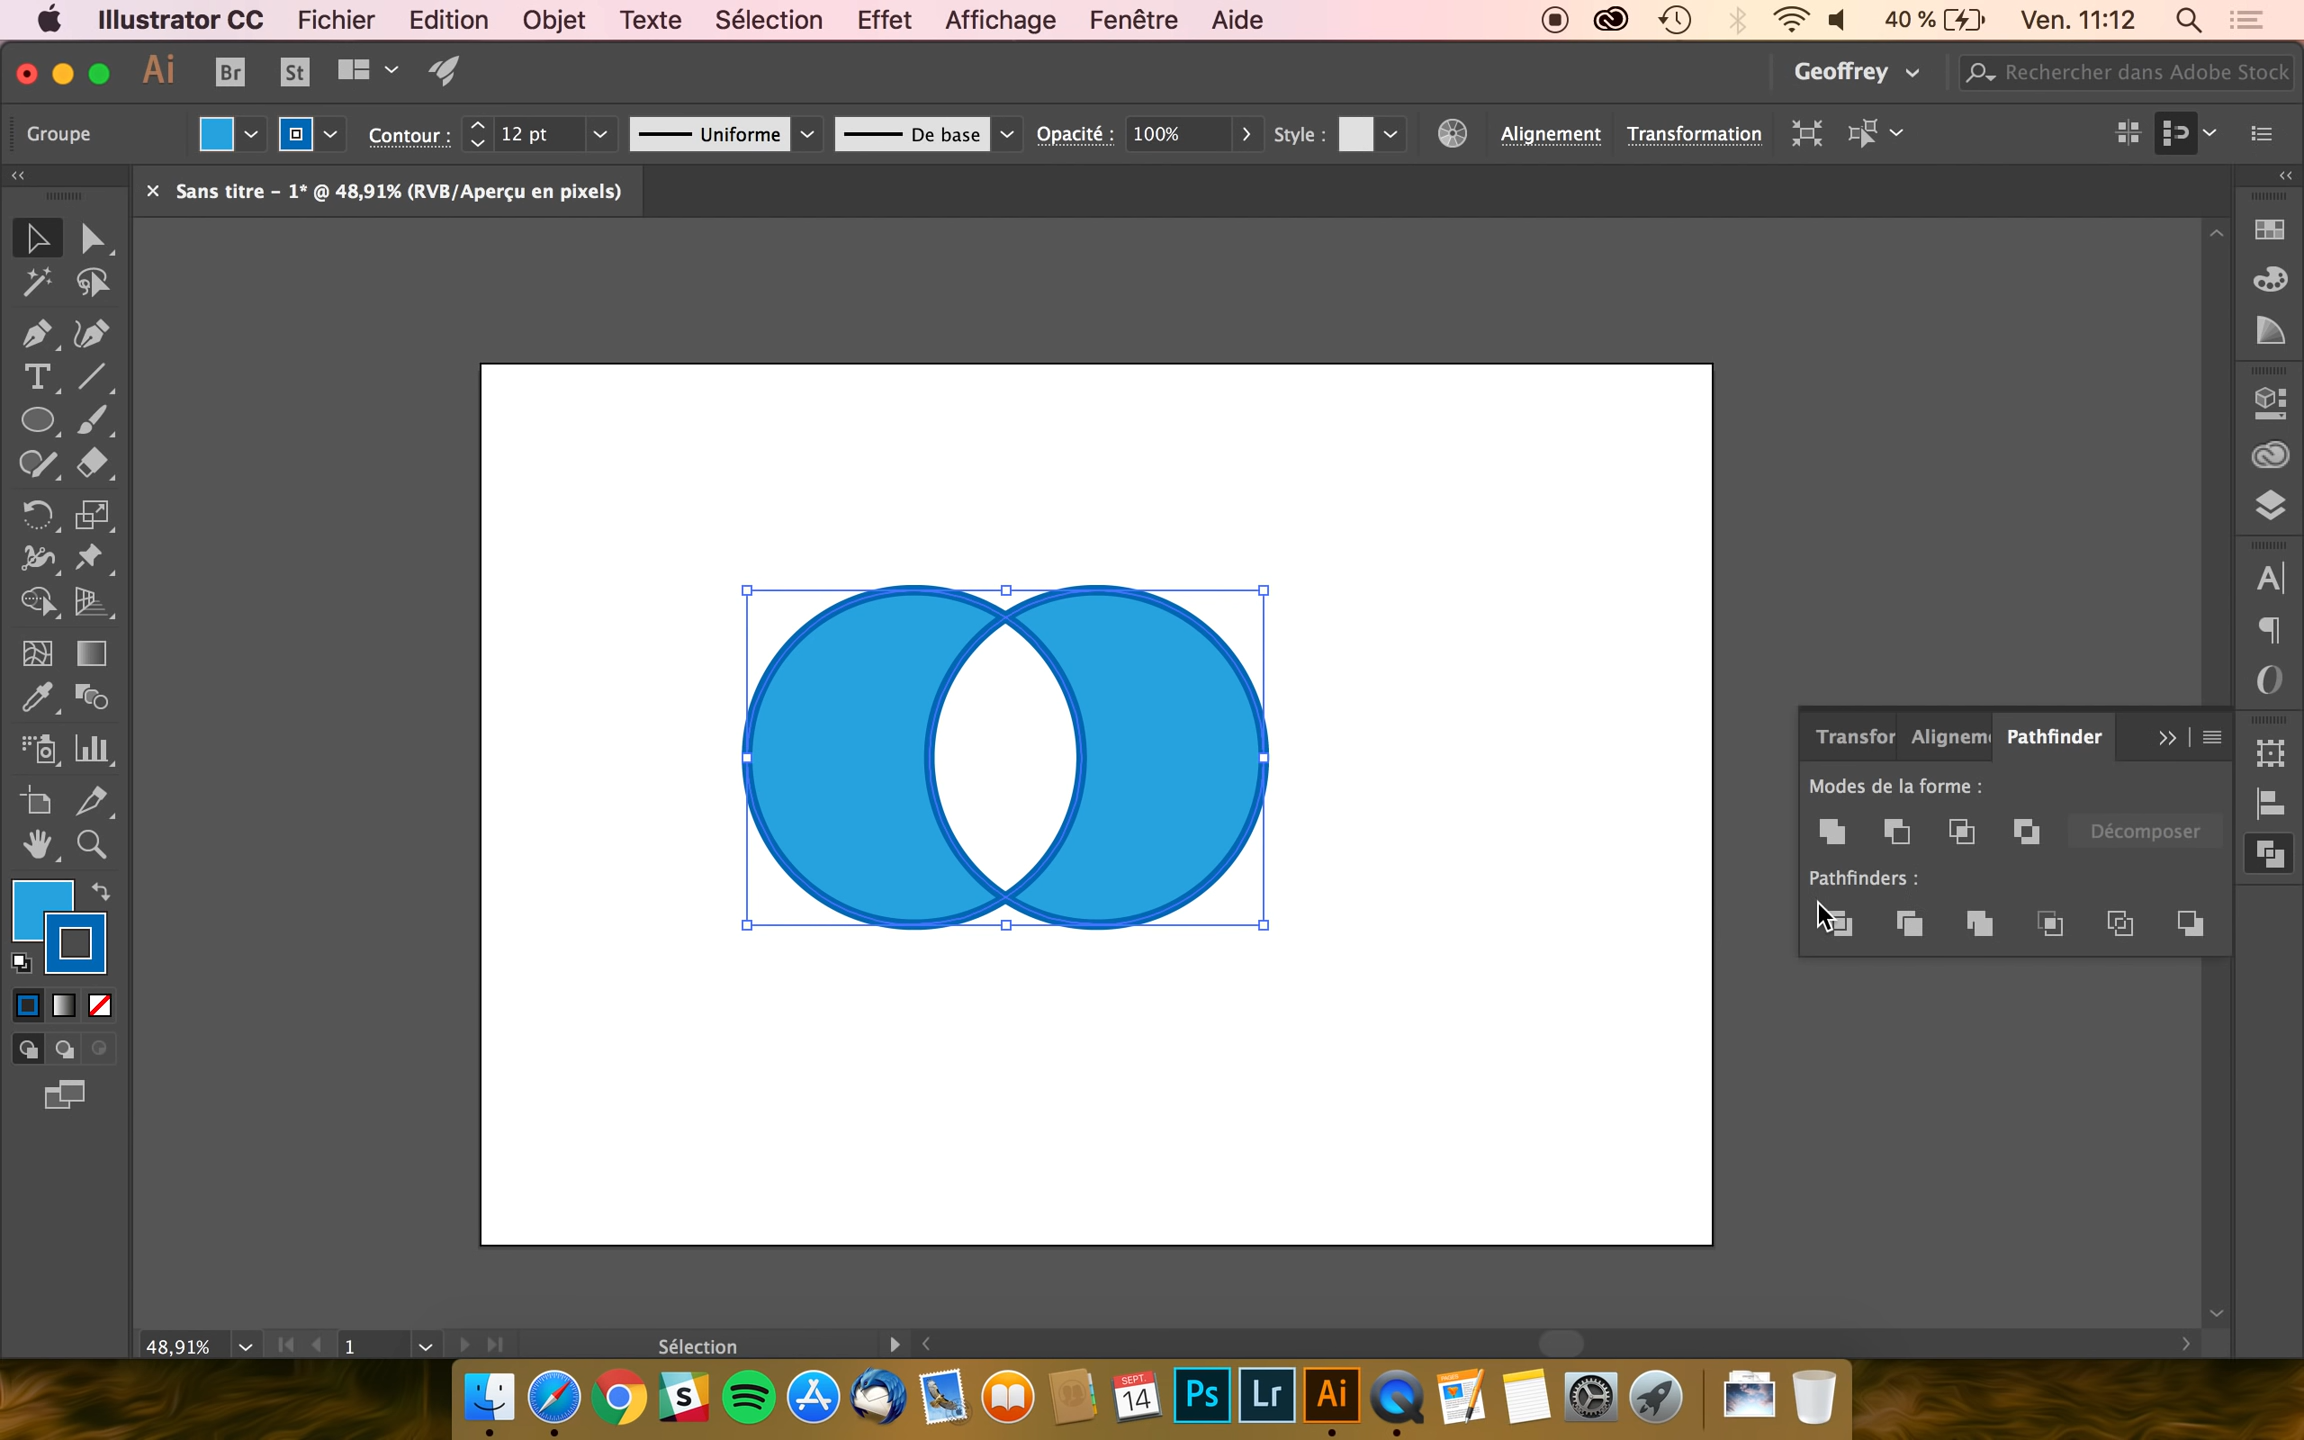 Illustrator CC Fichier Edition Objet Texte Sélection Effet Affichage Fenêtre Aide 40 % Ven. 11:12
Ai Br St Geoffrey Rechercher dans Adobe Stock
Groupe Contour : 12 pt Uniforme De base Opacité : 100% Style : Alignement Transformation
× Sans titre – 1* @ 48,91% (RVB/Aperçu en pixels)
Transfor Alignem Pathfinder
Modes de la forme :
Décomposer
Pathfinders :
48,91% 1 Sélection
SEPT.
14 Ps Lr Ai